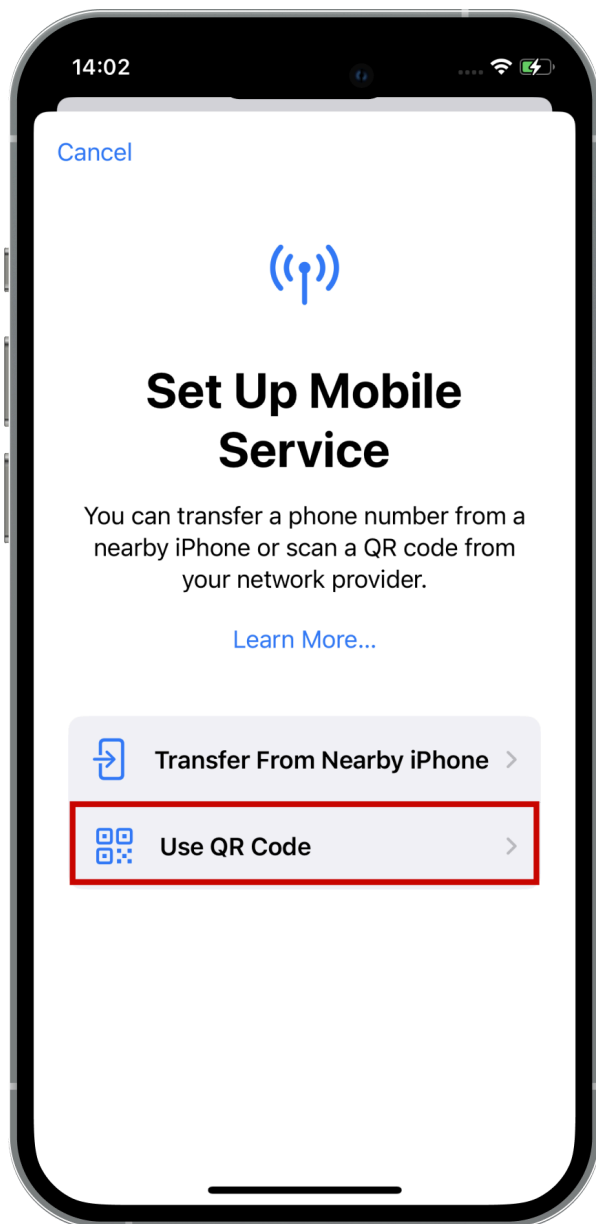 14:02
Cancel
Set Up Mobile
Service
You can transfer a phone number from a
nearby iPhone or scan a QR code from
your network provider.
Learn More...
Transfer From Nearby iPhone
Use QR Code